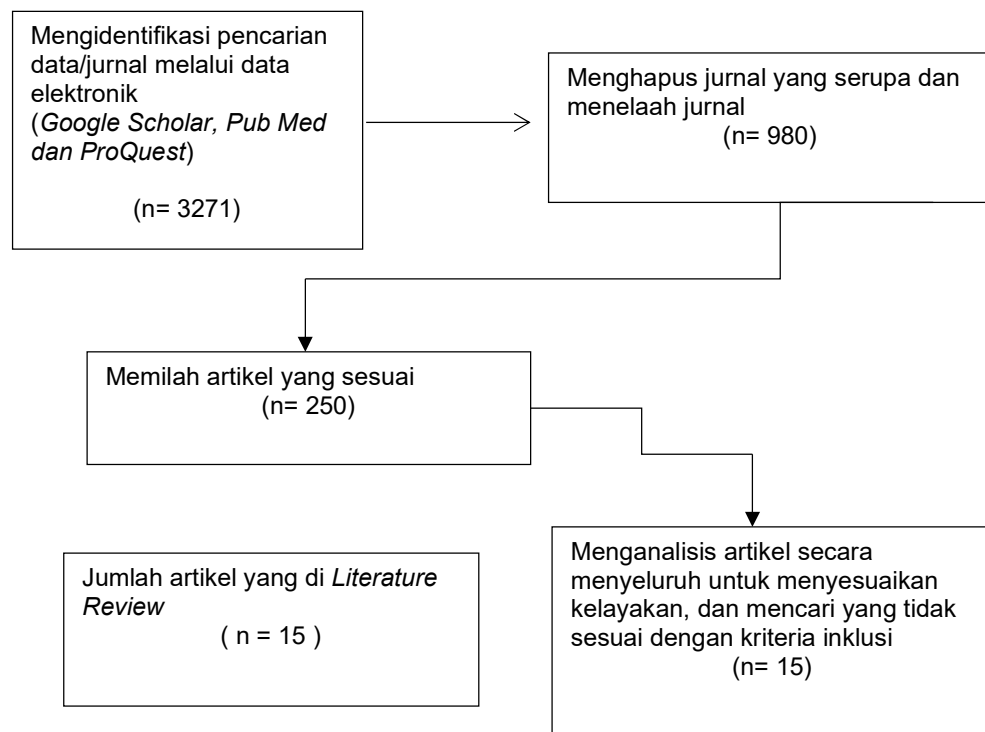 Mengidentifikasi pencarian
data/jurnal melalui data
elektronik
(Google Scholar, Pub Med
dan ProQuest)
(n= 3271)
Menghapus jurnal yang serupa dan
menelaah jurnal
(n= 980)
Memilah artikel yang sesuai
(n= 250)
Menganalisis artikel secara
menyeluruh untuk menyesuaikan
kelayakan, dan mencari yang tidak
sesuai dengan kriteria inklusi
(n= 15)
Jumlah artikel yang di Literature
Review
( n = 15 )